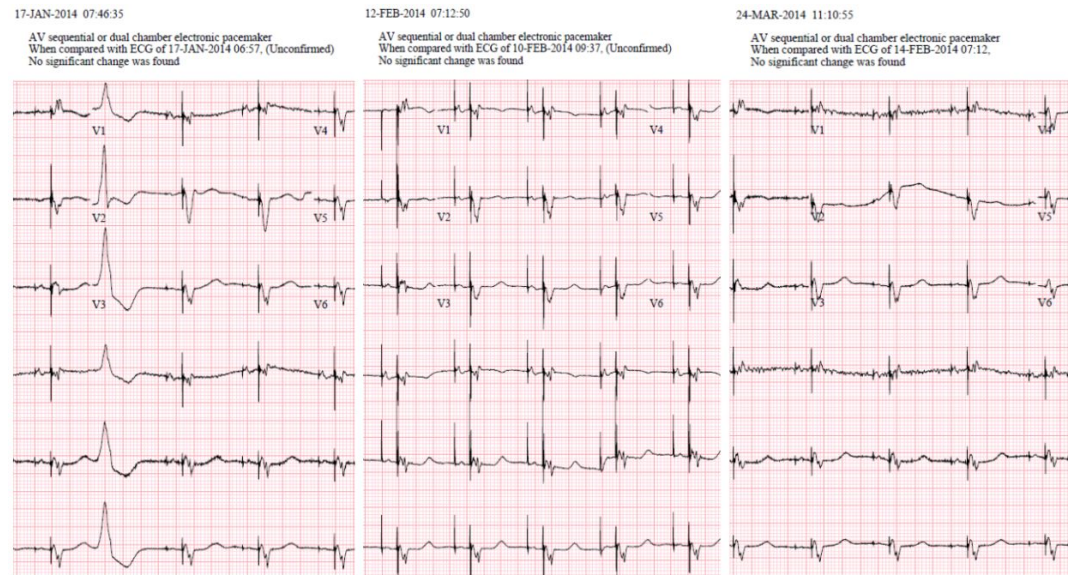 17-JAN-2014 07:46:35
AV sequential or dual chamber electronic pacemaker
When compared with ECG of 17-JAN-2014 06:57, (Unconfirmed)
No significant change was found
V1
V4
V2
V5
V3
V6
12-FEB-2014 07:12:50
AV sequential or dual chamber electronic pacemaker
When compared with ECG of 10-FEB-2014 09:37, (Unconfirmed)
No significant change was found
V1
V4
V2
V5
V3
V6
24-MAR-2014 11:10:55
AV sequential or dual chamber electronic pacemaker
When compared with ECG of 14-FEB-2014 07:12,
No significant change was found
V1
V4
V2
V5
V3
V6